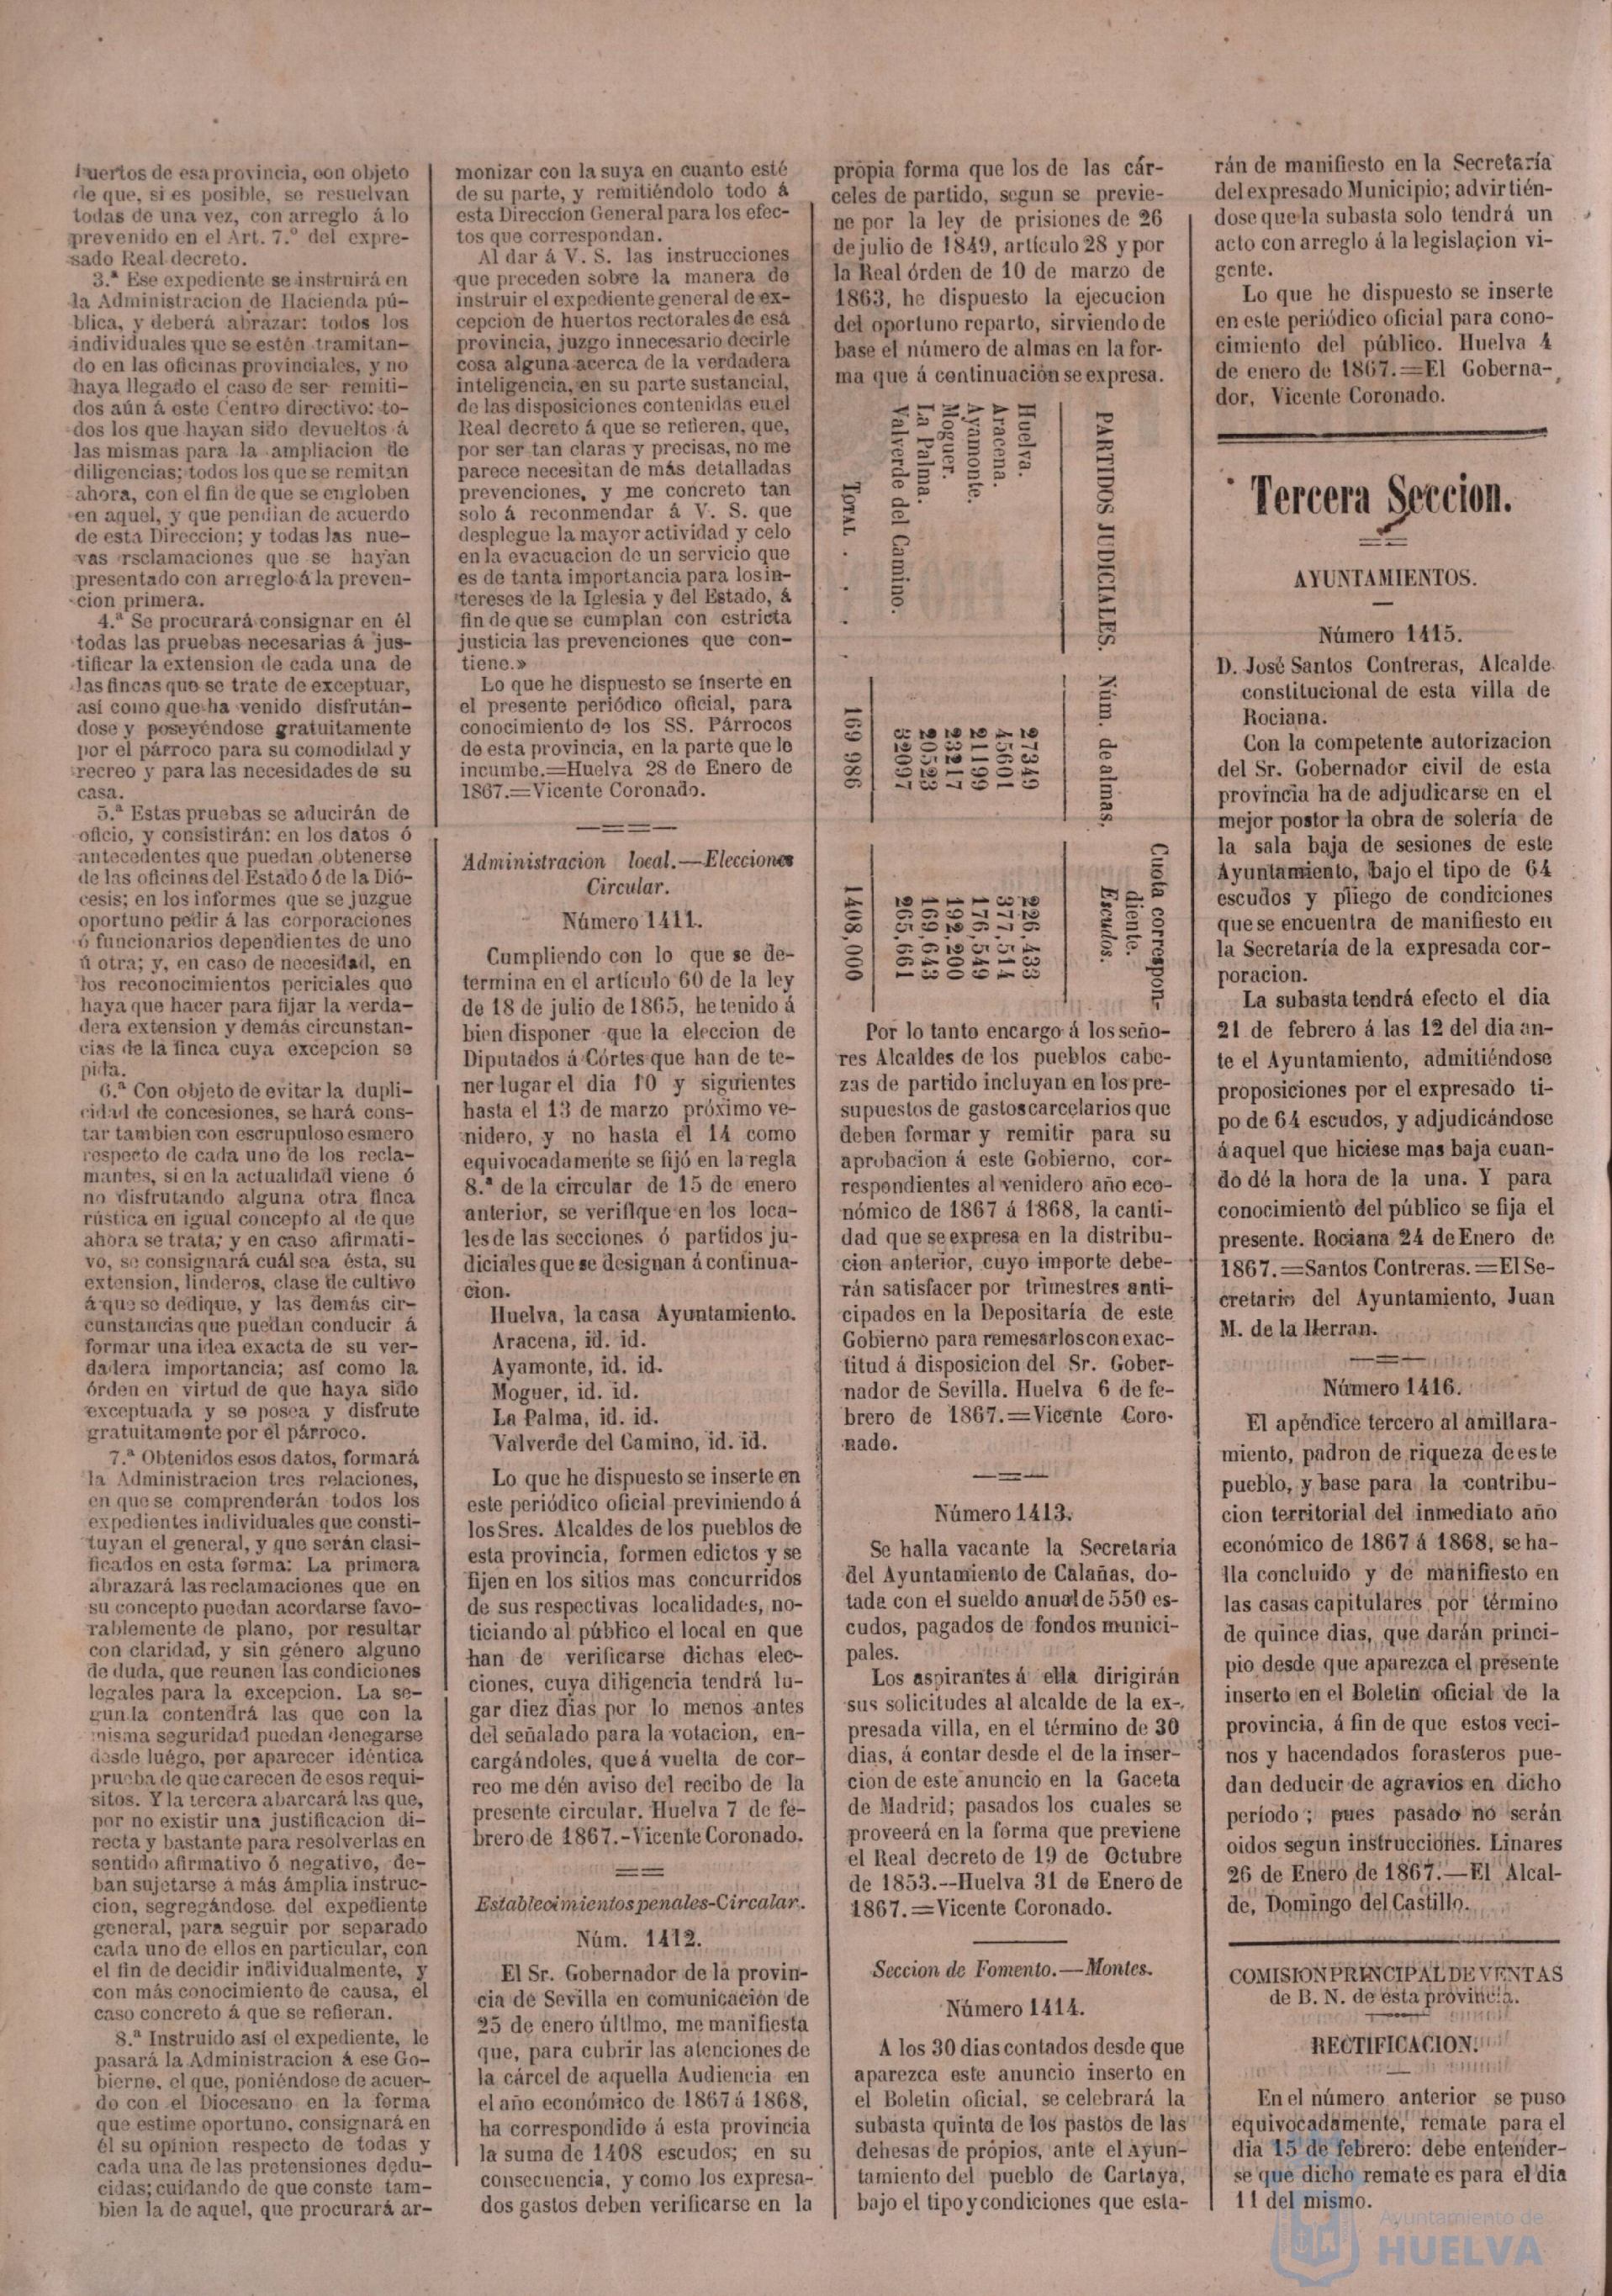 huertos de esa provincia, con objeto
de que, si es posible, se resuelvan
todas de una vez, con arreglo á lo
prevenido en el Art. 7.º del expre-
sado Real decreto.
3.ª Ese expediente se instruirá en
la Administracion de Hacienda pú-
blica, y deberá abrazar: todos los
individuales que se estén tramitan-
do en las oficinas provinciales, y no
haya llegado el caso de ser remiti-
dos aún á este Centro directivo: to-
dos los que hayan sido devueltos á
las mismas para la ampliacion de
diligencias; todos los que se remitan
ahora, con el fin de que se engloben
en aquel, y que pendian de acuerdo
de esta Direccion; y todas las nue-
vas rsclamaciones que se hayan
presentado con arreglo á la preven-
cion primera.
4.ª Se procurará consignar en él
todas las pruebas necesarias á jus-
tificar la extension de cada una de
las fincas que se trate de exceptuar,
así como que ha venido disfrután-
dose y poseyéndose gratuitamente
por el párroco para su comodidad y
recreo y para las necesidades de su
casa.
5.ª Estas pruebas se aducirán de
oficio, y consistirán: en los datos ó
antecedentes que puedan obtenerse
de las oficinas del Estado ó de la Dió-
cesis; en los informes que se juzgue
oportuno pedir á las corporaciones
ó funcionarios dependientes de uno
ú otra; y, en caso de necesidad, en
los reconocimientos periciales que
haya que hacer para fijar la verda-
dera extension y demás circunstan-
cias de la finca cuya excepcion se
pida.
6.ª Con objeto de evitar la dupli-
cidad de concesiones, se hará cons-
tar tambien con escrupuloso esmero
respecto de cada uno de los recla-
mantes, si en la actualidad viene ó
no disfrutando alguna otra finca
rústica en igual concepto al de que
ahora se trata; y en caso afirmati-
vo, se consignará cuál sea ésta, su
extension, linderos, clase de cultivo
á que se dedique, y las demás cir-
cunstancias que puedan conducir á
formar una idea exacta de su ver-
dadera importancia; así como la
órden en virtud de que haya sido
exceptuada y se posea y disfrute
gratuitamente por él párroco.
7.ª Obtenidos esos datos, formará
la Administracion tres relaciones,
en que se comprenderán todos los
expedientes individuales que consti-
tuyan el general, y que serán clasi-
ficados en esta forma: La primera
abrazará las reclamaciones que en
su concepto puedan acordarse favo-
rablemente de plano, por resultar
con claridad, y sin género alguno
de duda, que reunen las condiciones
legales para la excepcion. La se-
gunda contendrá las que con la
misma seguridad puedan denegarse
desde luégo, por aparecer idéntica
prueba de que carecen de esos requi-
sitos. Y la tercera abarcará las que,
por no existir una justificacion di-
recta y bastante para resolverlas en
sentido afirmativo ó negativo, de-
ban sujetarse á más ámplia instruc-
cion, segregándose del expediente
general, para seguir por separado
cada uno de ellos en particular, con
el fin de decidir individualmente, y
con más conocimiento de causa, el
caso concreto á que se refieran.
8.ª Instruido así el expediente, le
pasará la Administracion á ese Go-
bierno, el que, poniéndose de acuer-
do con el Diocesano en la forma
que estime oportuno, consignará en
él su opinion respecto de todas y
cada una de las pretensiones dedu-
cidas; cuidando de que conste tam-
bien la de aquel, que procurará ar-
monizar con la suya en cuanto esté
de su parte, y remitiéndolo todo á
esta Direccion General para los efec-
tos que correspondan.
Al dar á V. S. las instrucciones
que preceden sobre la manera de
instruir el expediente general de ex-
cepcion de huertos rectorales de esa
provincia, juzgo innecesario decirle
cosa alguna acerca de la verdadera
inteligencia, en su parte sustancial,
de las disposiciones contenidas en el
Real decreto á que se refieren, que,
por ser tan claras y precisas, no me
parece necesitan de más detalladas
prevenciones, y me concreto tan
solo á reconmendar á V. S. que
desplegue la mayor actividad y celo
en la evacuacion de un servicio que
es de tanta importancia para los in-
tereses de la Iglesia y del Estado, á
fin de que se cumplan con estricta
justicia las prevenciones que con-
tiene.»
Lo que he dispuesto se inserte en
el presente periódico oficial, para
conocimiento de los SS. Párrocos
de esta provincia, en la parte que le
incumbe.=Huelva 28 de Enero de
1867.=Vicente Coronado.
Administracion local.—Elecciones
Circular.
Número 1411.
Cumpliendo con lo que se de-
termina en el artículo 60 de la ley
de 18 de julio de 1865, he tenido á
bien disponer que la eleccion de
Diputados á Córtes que han de te-
ner lugar el dia 10 y siguientes
hasta el 13 de marzo próximo ve-
nidero, y no hasta el 14 como
equivocadamente se fijó en la regla
8.ª de la circular de 15 de enero
anterior, se verifique en los loca-
les de las secciones ó partidos ju-
diciales que se designan á continua-
cion.
Huelva, la casa Ayuntamiento.
Aracena, id. id.
Ayamonte, id. id.
Moguer, id. id.
La Palma, id. id.
Valverde del Camino, id. id.
Lo que he dispuesto se inserte en
este periódico oficial previniendo á
los Sres. Alcaldes de los pueblos de
esta provincia, formen edictos y se
fijen en los sitios mas concurridos
de sus respectivas localidades, no-
ticiando al público el local en que
han de verificarse dichas elec-
ciones, cuya diligencia tendrá lu-
gar diez dias por lo menos antes
del señalado para la votacion, en-
cargándoles, que á vuelta de cor-
reo me dén aviso del recibo de la
presente circular. Huelva 7 de fe-
brero de 1867.-Vicente Coronado.
Establecimientos penales-Circular.
Núm. 1412.
El Sr. Gobernador de la provin-
cia de Sevilla en comunicacion de
25 de enero último, me manifiesta
que, para cubrir las atenciones de
la cárcel de aquella Audiencia en
el año económico de 1867 á 1868,
ha correspondido á esta provincia
la suma de 1408 escudos; en su
consecuencia, y como los expresa-
dos gastos deben verificarse en la
própia forma que los de las cár-
celes de partido, segun se previe-
ne por la ley de prisiones de 26
de julio de 1849, artículo 28 y por
la Real órden de 10 de marzo de
1863, he dispuesto la ejecucion
del oportuno reparto, sirviendo de
base el número de almas en la for-
ma que á continuación se expresa.
PARTIDOS JUDICIALES. Núm. de almas. Cuota correspon-
diente.
Escudos.
Huelva. 27349 226,433
Aracena. 45601 377,514
Ayamonte. 21199 176,549
Moguer. 23217 192,200
La Palma. 20523 169,643
Valverde del Camino. 32097 265,661
TOTAL . . . . 169 986 1408,000
Por lo tanto encargo á los seño-
res Alcaldes de los pueblos cabe-
zas de partido incluyan en los pre-
supuestos de gastos carcelarios que
deben formar y remitir para su
aprobacion á este Gobierno, cor-
respondientes al venidero año eco-
nómico de 1867 á 1868, la canti-
dad que se expresa en la distribu-
cion anterior, cuyo importe debe-
rán satisfacer por trimestres anti-
cipados en la Depositaría de este
Gobierno para remesarlos con exac-
titud á disposicion del Sr. Gober-
nador de Sevilla. Huelva 6 de fe-
brero de 1867.=Vicente Coro-
nado.
Número 1413.
Se halla vacante la Secretaria
del Ayuntamiento de Calañas, do-
tada con el sueldo anual de 550 es-
cudos, pagados de fondos munici-
pales.
Los aspirantes á ella dirigirán
sus solicitudes al alcalde de la ex-
presada villa, en el término de 30
dias, á contar desde el de la inser-
cion de este anuncio en la Gaceta
de Madrid; pasados los cuales se
proveerá en la forma que previene
el Real decreto de 19 de Octubre
de 1853.--Huelva 31 de Enero de
1867.=Vicente Coronado.
Seccion de Fomento.—Montes.
Número 1414.
A los 30 dias contados desde que
aparezca este anuncio inserto en
el Boletin oficial, se celebrará la
subasta quinta de los pastos de las
dehesas de própios, ante el Ayun-
tamiento del pueblo de Cartaya,
bajo el tipo y condiciones que esta-
rán de manifiesto en la Secretaría
del expresado Municipio; advirtién-
dose que la subasta solo tendrá un
acto con arreglo á la legislacion vi-
gente.
Lo que he dispuesto se inserte
en este periódico oficial para cono-
cimiento del público. Huelva 4
de enero de 1867.=El Goberna-
dor, Vicente Coronado.
Tercera Seccion.
AYUNTAMIENTOS.
Número 1415.
D. José Santos Contreras, Alcalde
constitucional de esta villa de
Rociana.
Con la competente autorizacion
del Sr. Gobernador civil de esta
provincia ha de adjudicarse en el
mejor postor la obra de solería de
la sala baja de sesiones de este
Ayuntamiento, bajo el tipo de 64
escudos y pliego de condiciones
que se encuentra de manifiesto en
la Secretaría de la expresada cor-
poracion.
La subasta tendrá efecto el dia
21 de febrero á las 12 del dia an-
te el Ayuntamiento, admitiéndose
proposiciones por el expresado ti-
po de 64 escudos, y adjudicándose
á aquel que hiciese mas baja cuan-
do dé la hora de la una. Y para
conocimiento del público se fija el
presente. Rociana 24 de Enero de
1867.=Santos Contreras.=El Se-
cretario del Ayuntamiento, Juan
M. de la Herran.
Número 1416.
El apéndice tercero al amillara-
miento, padron de riqueza de este
pueblo, y base para la contribu-
cion territorial del inmediato año
económico de 1867 á 1868, se ha-
lla concluido y de manifiesto en
las casas capitulares por término
de quince dias, que darán princi-
pio desde que aparezca el presente
inserto en el Boletin oficial de la
provincia, á fin de que estos veci-
nos y hacendados forasteros pue-
dan deducir de agravios en dicho
período; pues pasado no serán
oidos segun instrucciones. Linares
26 de Enero de 1867.—El Alcal-
de, Domingo del Castillo.
COMISION PRINCIPAL DE VENTAS
de B. N. de esta provincia.
RECTIFICACION.
En el número anterior se puso
equivocadamente, remate para el
dia 15 de febrero: debe entender-
se que dicho remate es para el dia
11 del mismo.
Ayuntamiento de
HUELVA